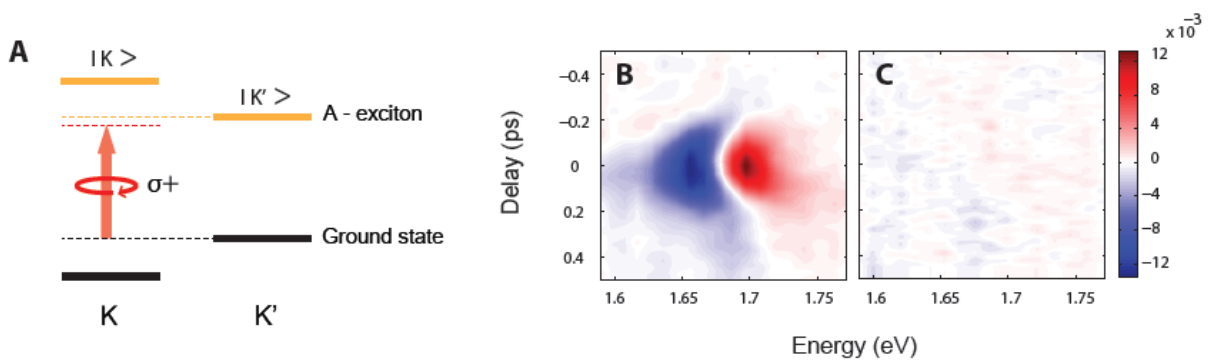 A
I K >
I K' >
A - exciton
σ+
Ground state
K
K'
B
C
Delay (ps)
−0.4
−0.2
0
0.2
0.4
1.6
1.65
1.7
1.75
1.6
1.65
1.7
1.75
Energy (eV)
x 10⁻³
12
8
4
0
−4
−8
−12